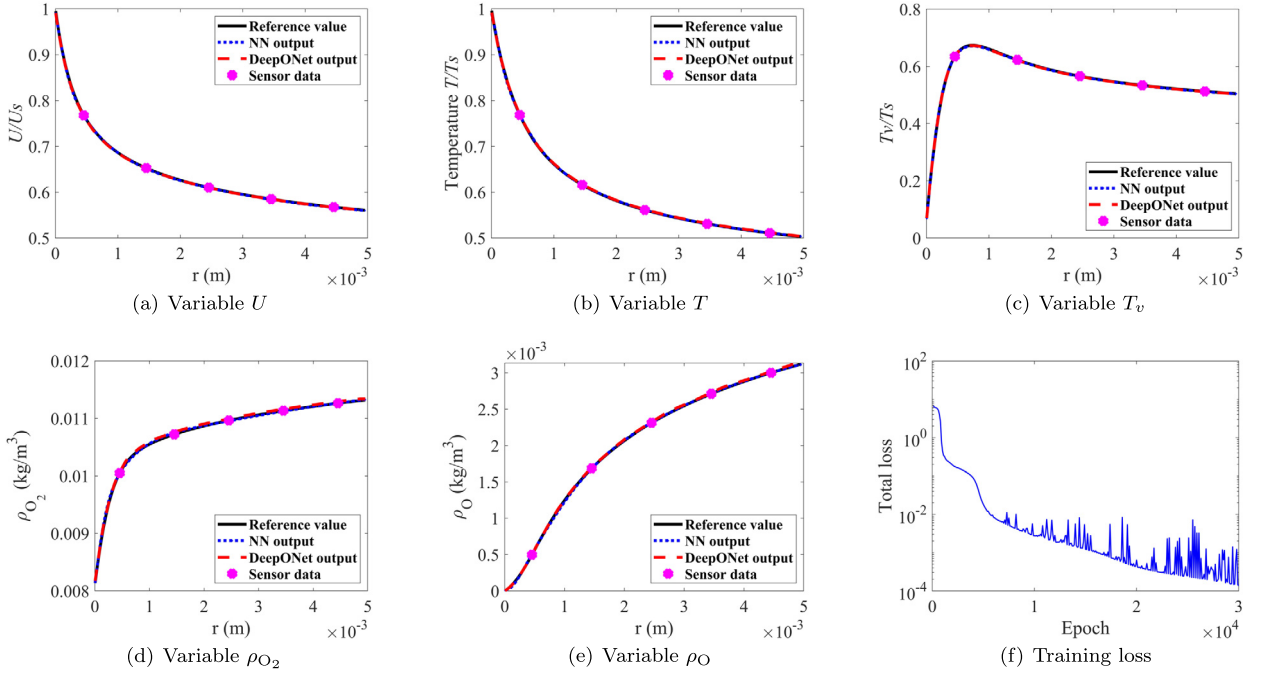 1
0.9
0.8
0.7
0.6
0.5
U/Us
0 1 2 3 4 5
r (m)
×10⁻³
Reference value
NN output
DeepONet output
Sensor data
(a) Variable U
1
0.9
0.8
0.7
0.6
0.5
Temperature T/Ts
0 1 2 3 4 5
r (m)
×10⁻³
Reference value
NN output
DeepONet output
Sensor data
(b) Variable T
0.8
0.6
0.4
0.2
0
Tv/Ts
0 1 2 3 4 5
r (m)
×10⁻³
Reference value
NN output
DeepONet output
Sensor data
(c) Variable Tᵥ
0.012
0.011
0.01
0.009
0.008
ρO₂ (kg/m³)
0 1 2 3 4 5
r (m)
×10⁻³
Reference value
NN output
DeepONet output
Sensor data
(d) Variable ρO₂
×10⁻³
3
2.5
2
1.5
1
0.5
0
ρO (kg/m³)
0 1 2 3 4 5
r (m)
×10⁻³
Reference value
NN output
DeepONet output
Sensor data
(e) Variable ρO
10²
10⁰
10⁻²
10⁻⁴
Total loss
0 1 2 3
Epoch
×10⁴
(f) Training loss